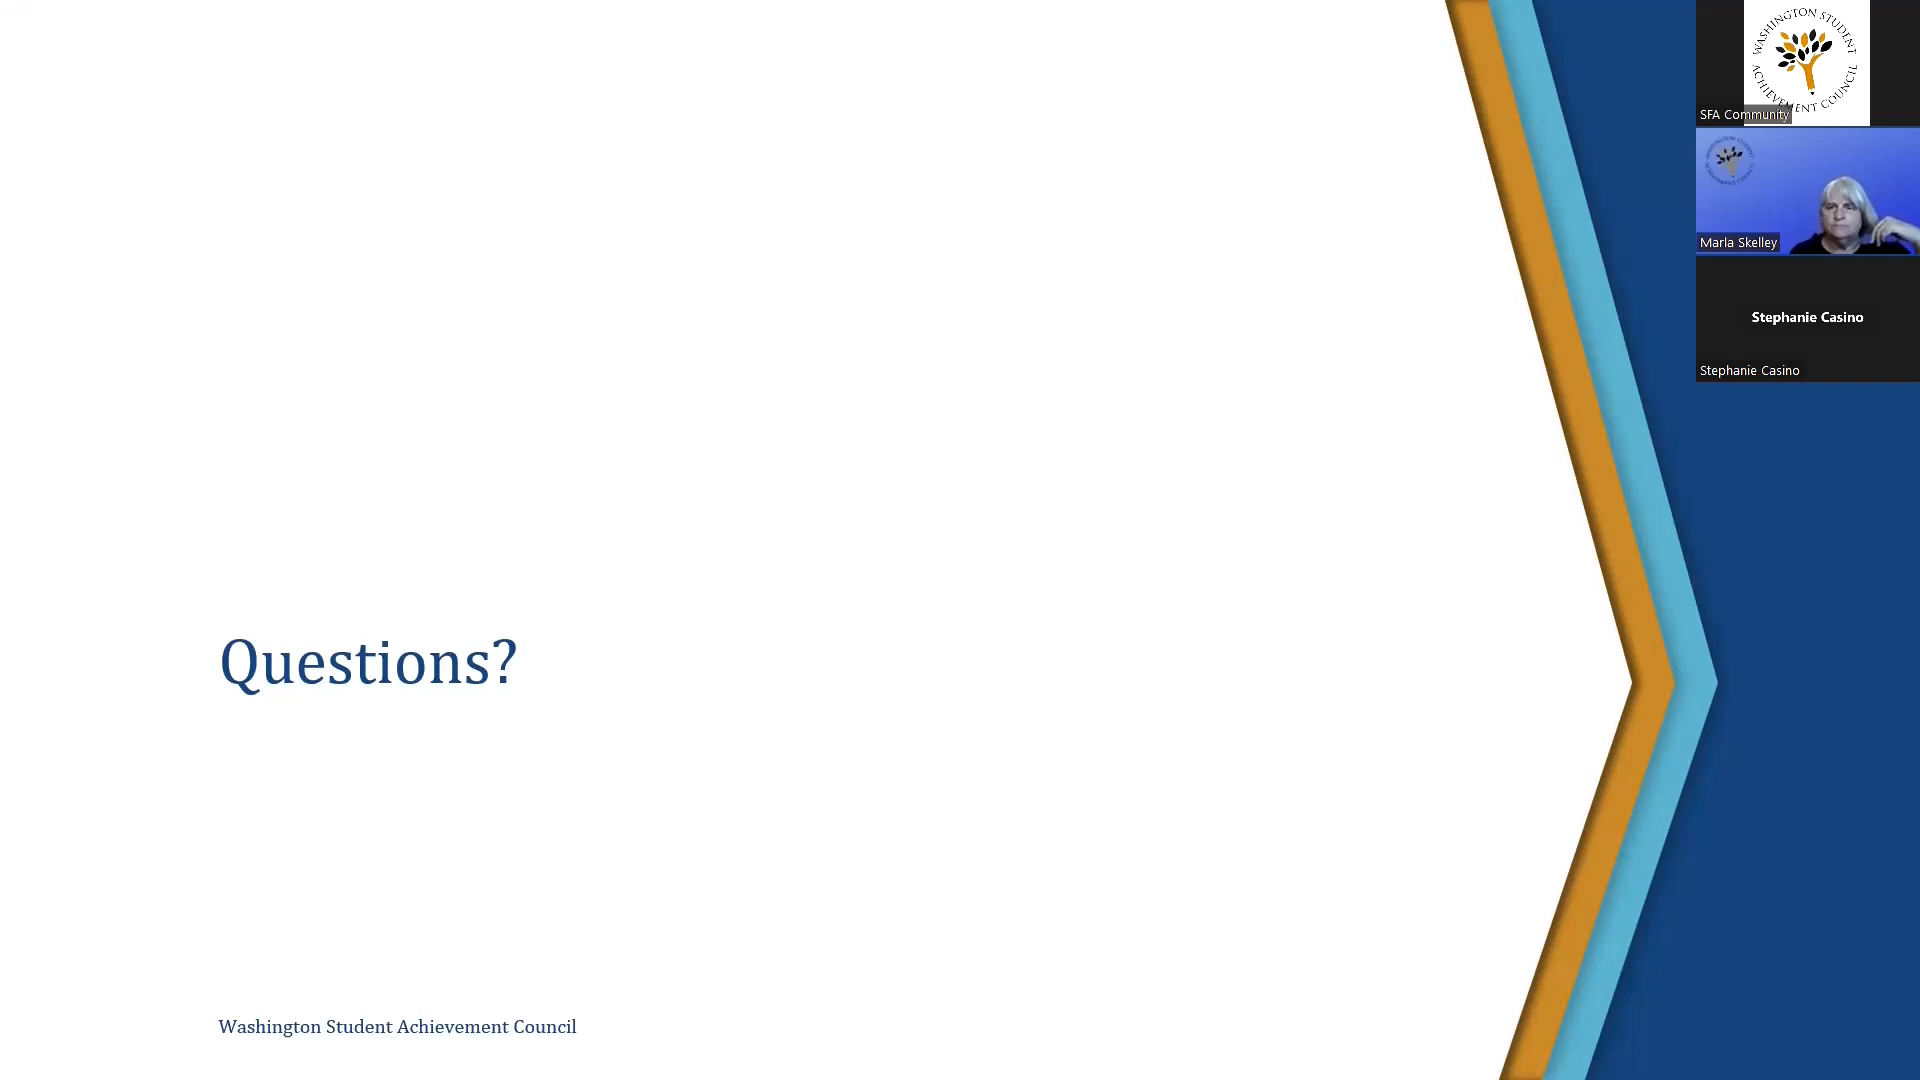 WASHINGTON STUDENT
ACHIEVEMENT COUNCIL
SFA Community
Marla Skelley
Stephanie Casino
Stephanie Casino
Questions?
Washington Student Achievement Council